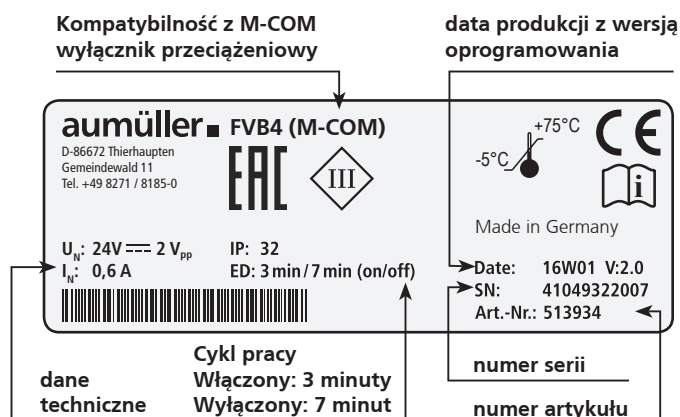 Kompatybilność z M-COM
wyłącznik przeciążeniowy
data produkcji z wersją
oprogramowania
aumüller FVB4 (M-COM)
D-86672 Thierhaupten
Gemeindewald 11
Tel. +49 8271 / 8185-0
EAC
III
+75°C
-5°C
CE
i
Made in Germany
U_N: 24V 2 V_pp
I_N: 0,6 A
IP: 32
ED: 3 min / 7 min (on/off)
Date: 16W01 V:2.0
SN: 41049322007
Art.-Nr.: 513934
dane
techniczne
Cykl pracy
Włączony: 3 minuty
Wyłączony: 7 minut
numer serii
numer artykułu